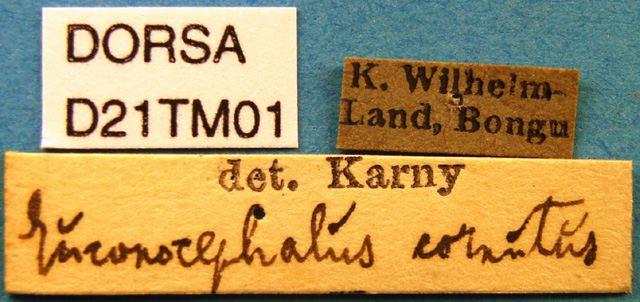 DORSA
D21TM01
K. Wilhelm-
Land, Bongu
det. Karny
Euconocephalus cornutus